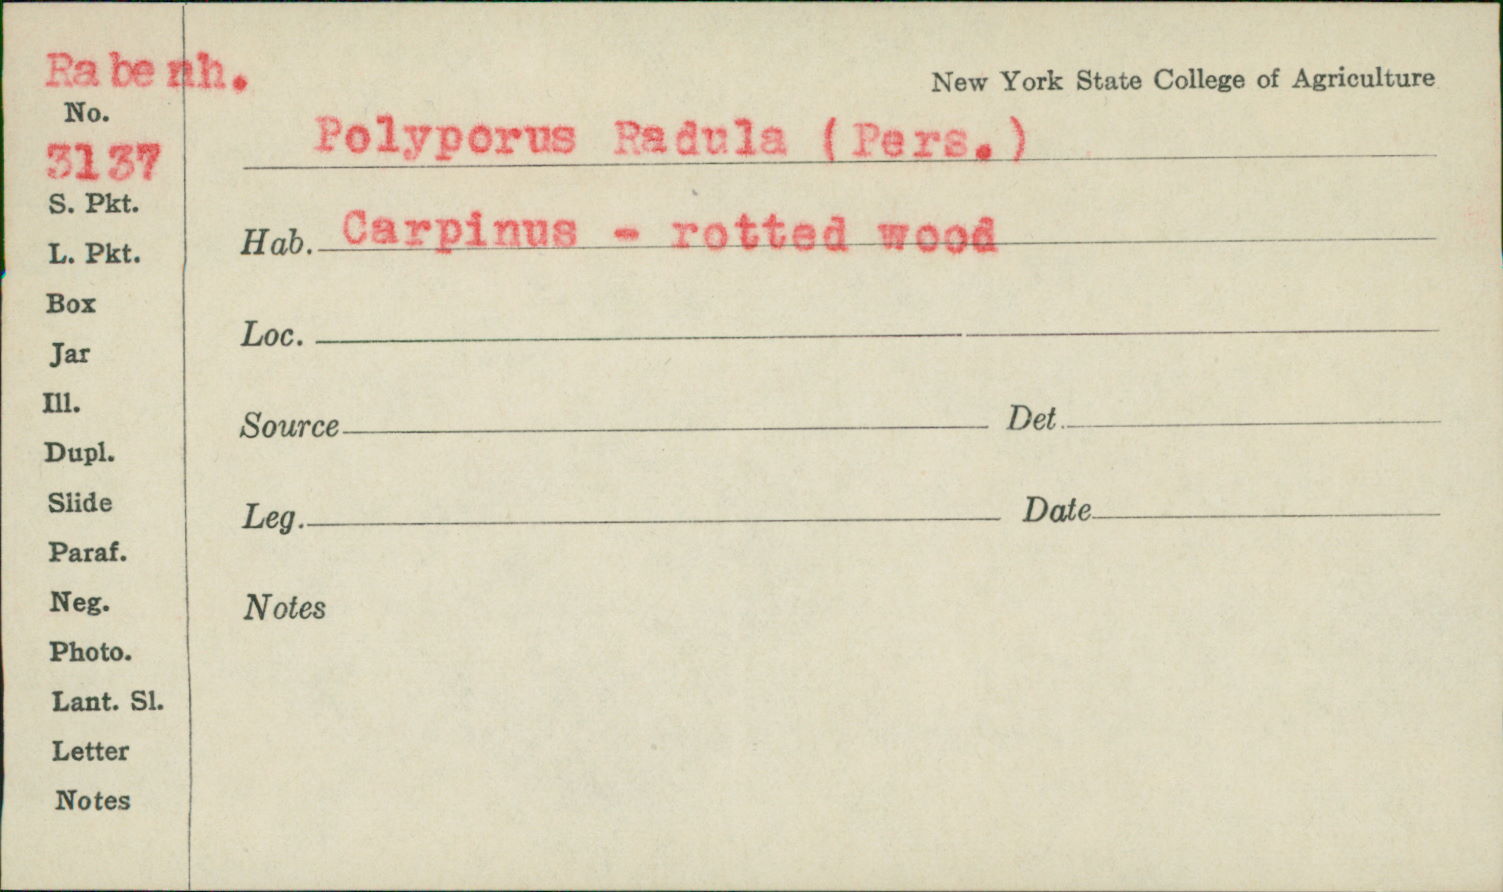 Rabenh.
New York State College of Agriculture
No.
3137
Polyporus Radula (Pers.)
S. Pkt.
Hab. Carpinus - rotted wood
L. Pkt.
Box
Loc.
Jar
Ill.
Source Det.
Dupl.
Slide
Leg. Date
Paraf.
Neg.
Notes
Photo.
Lant. Sl.
Letter
Notes